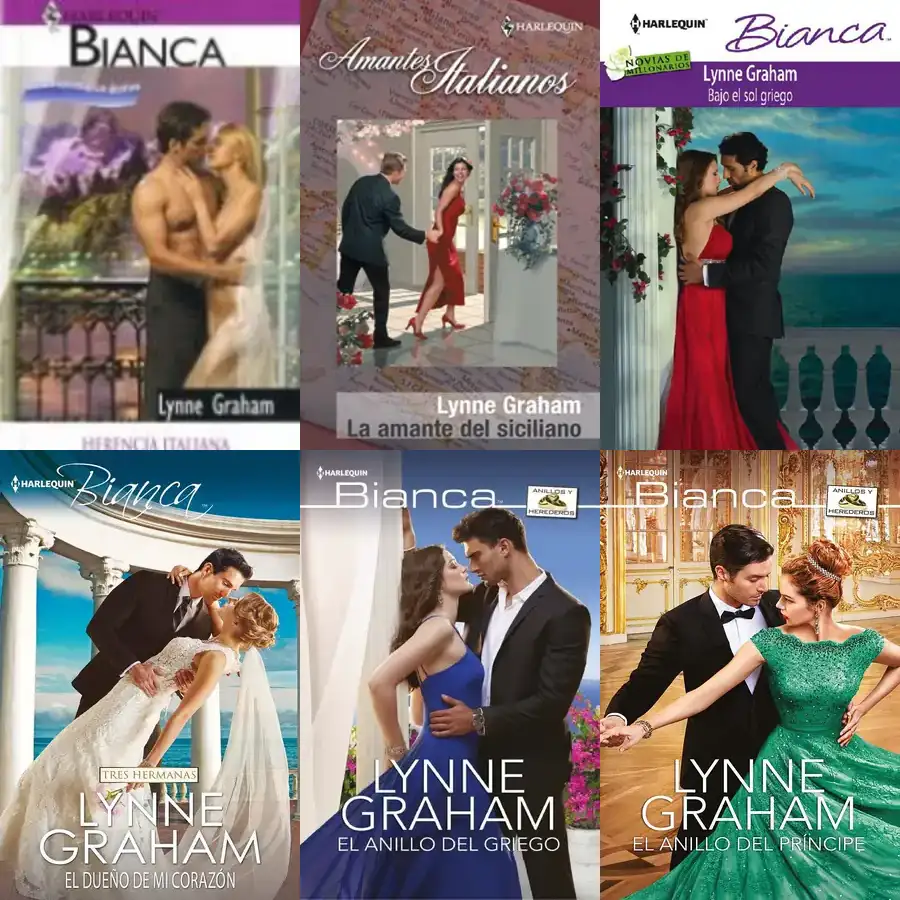 HARLEQUIN
BIANCA
Lynne Graham
HERENCIA ITALIANA
HARLEQUIN
Amantes
Italianos
Lynne Graham
La amante del siciliano
HARLEQUIN
Bianca
NOVIAS DE
MILLONARIOS
Lynne Graham
Bajo el sol griego
HARLEQUIN
Bianca
TRES HERMANAS
LYNNE
GRAHAM
EL DUEÑO DE MI CORAZÓN
HARLEQUIN
Bianca
ANILLOS Y
HEREDEROS
LYNNE
GRAHAM
EL ANILLO DEL GRIEGO
HARLEQUIN
Bianca
ANILLOS Y
HEREDEROS
LYNNE
GRAHAM
EL ANILLO DEL PRÍNCIPE